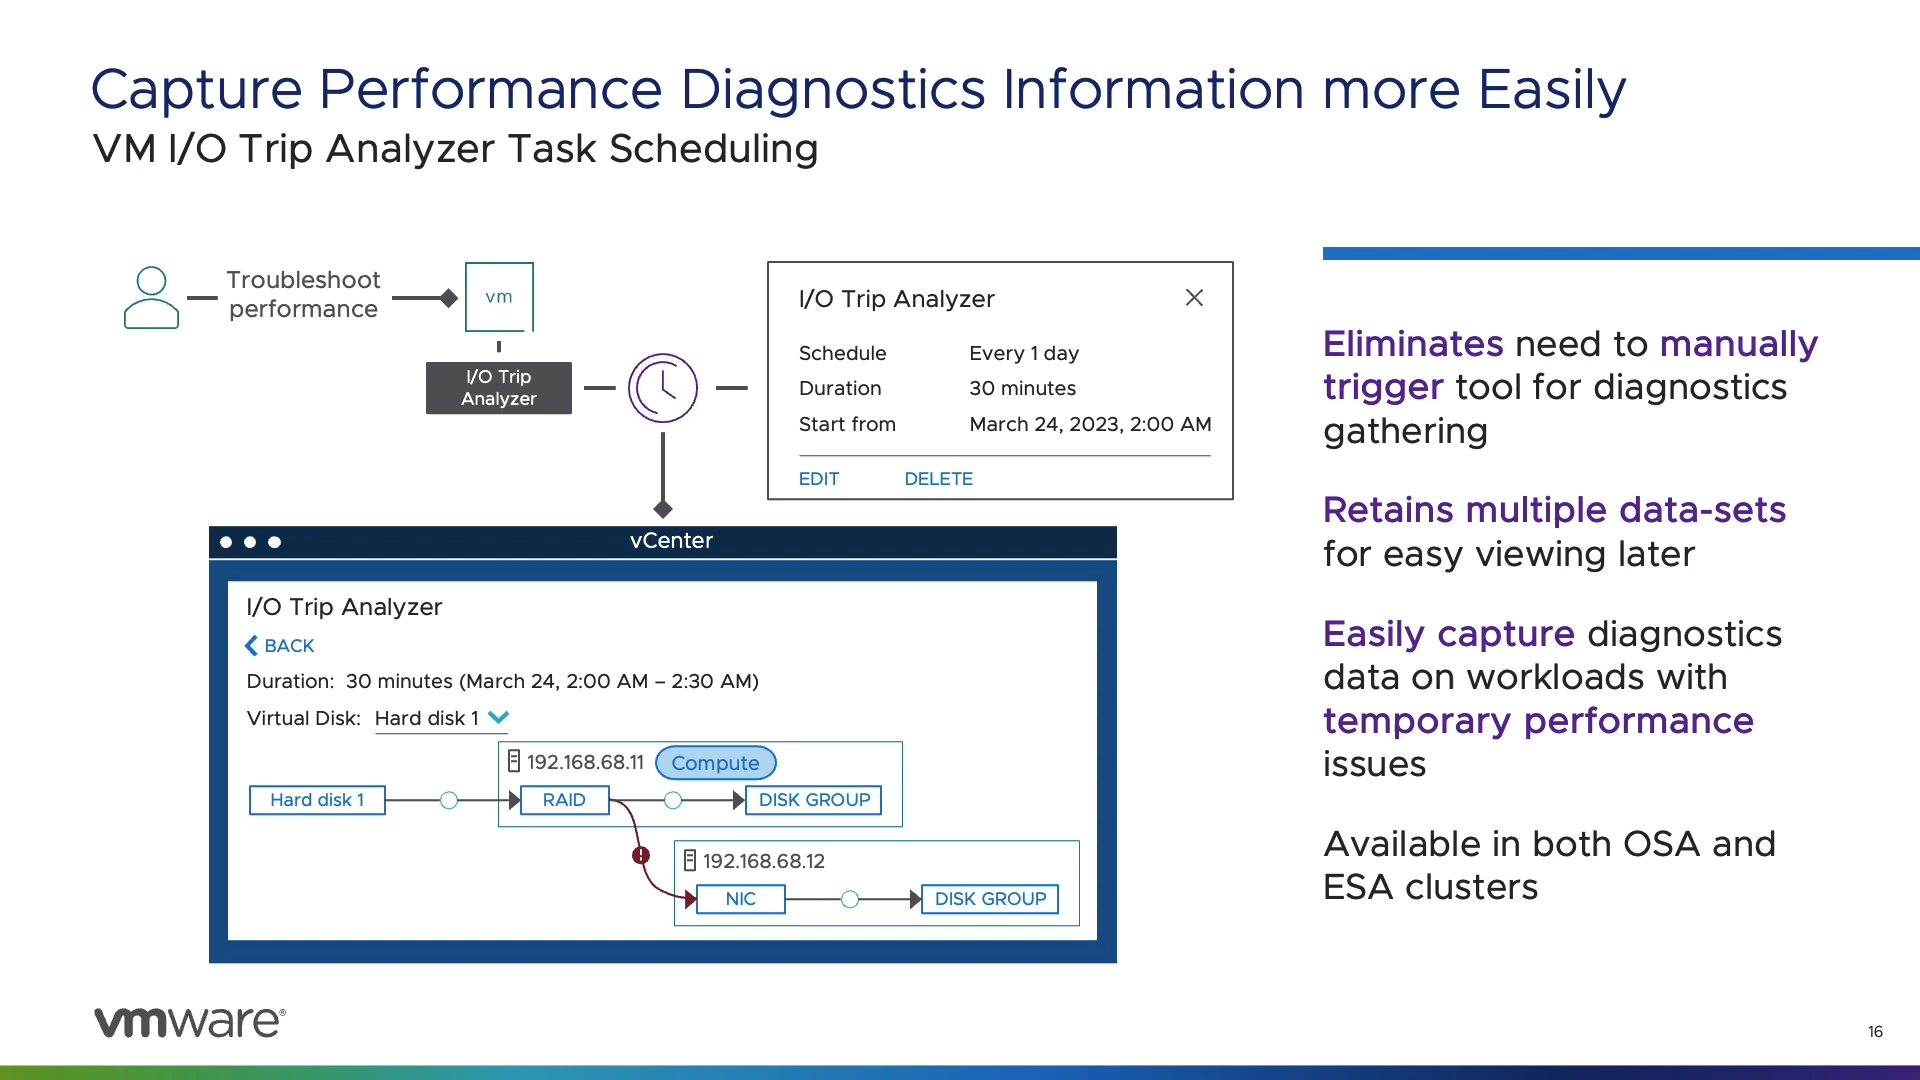 Capture Performance Diagnostics Information more Easily
VM I/O Trip Analyzer Task Scheduling
Troubleshoot
performance
vm
I/O Trip
Analyzer
I/O Trip Analyzer
Schedule Every 1 day
Duration 30 minutes
Start from March 24, 2023, 2:00 AM
EDIT DELETE
vCenter
I/O Trip Analyzer
BACK
Duration: 30 minutes (March 24, 2:00 AM – 2:30 AM)
Virtual Disk: Hard disk 1
192.168.68.11 Compute
Hard disk 1 RAID DISK GROUP
192.168.68.12
NIC DISK GROUP
Eliminates need to manually
trigger tool for diagnostics
gathering
Retains multiple data-sets
for easy viewing later
Easily capture diagnostics
data on workloads with
temporary performance
issues
Available in both OSA and
ESA clusters
vmware®
16